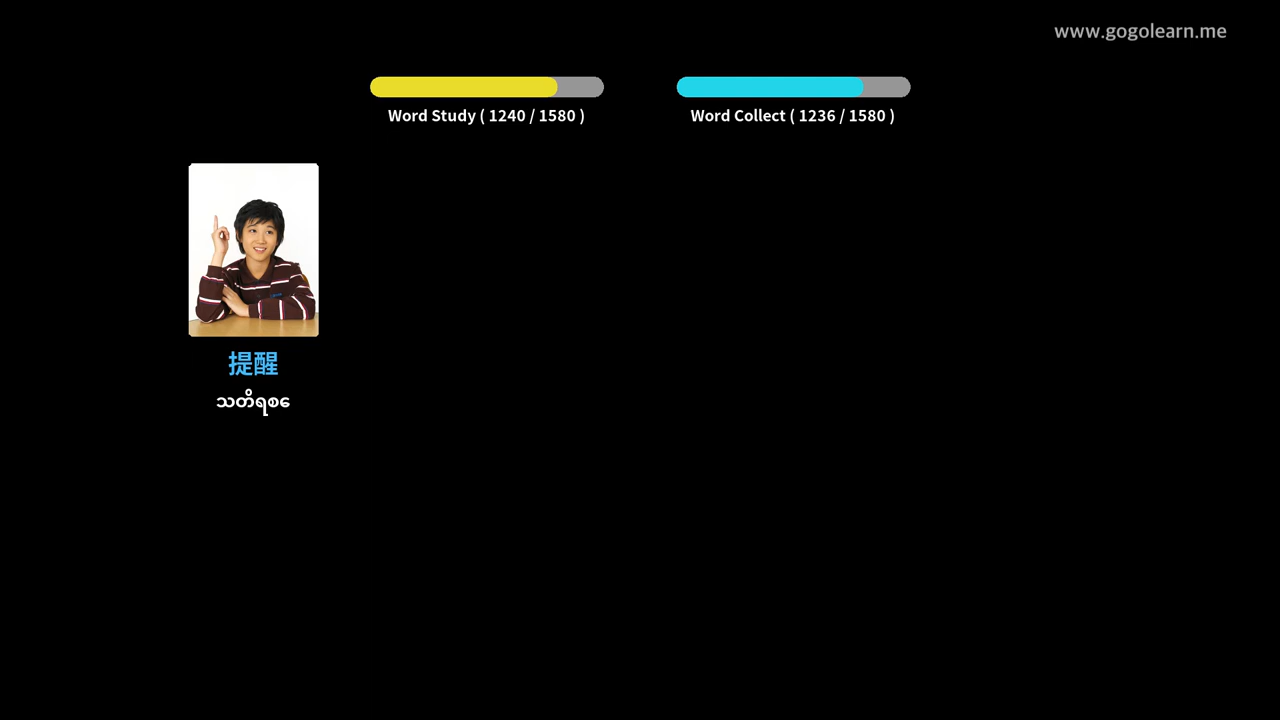 www.gogolearn.me
Word Study ( 1240 / 1580 )
Word Collect ( 1236 / 1580 )
提醒
သတိရစေ